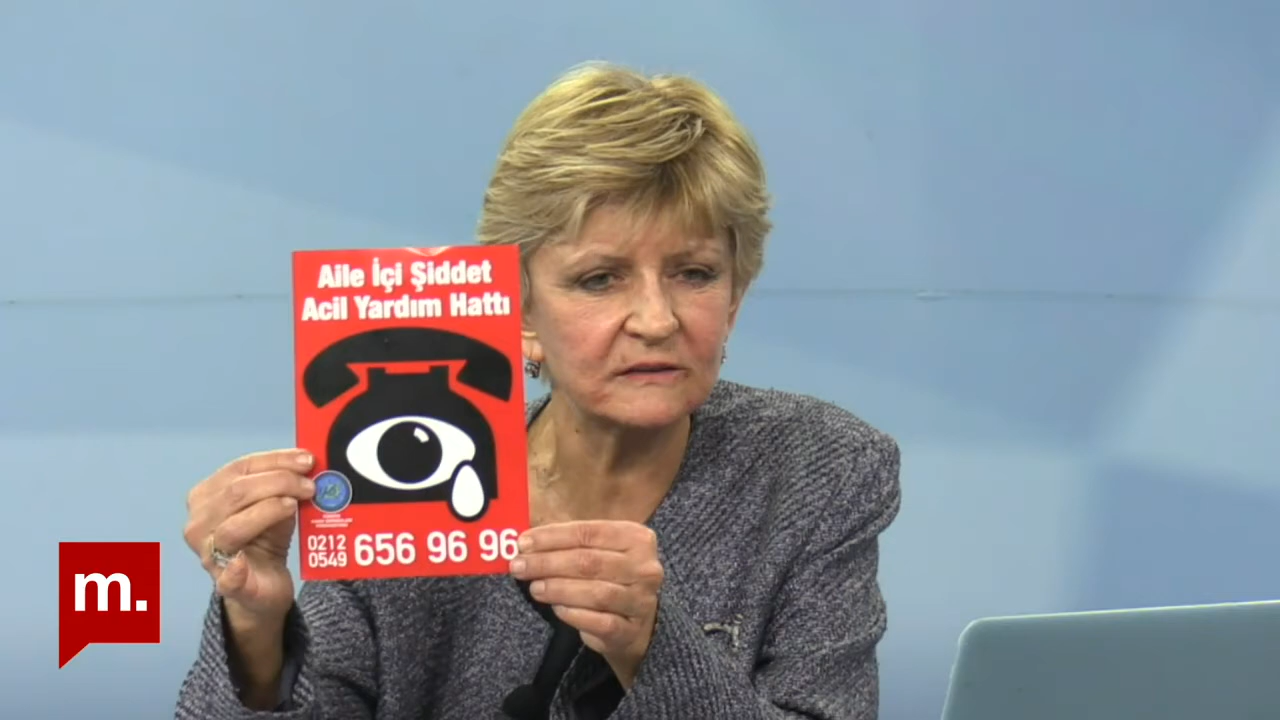 Aile İçi Şiddet
Acil Yardım Hattı
0212
0549
656 96 96
m.